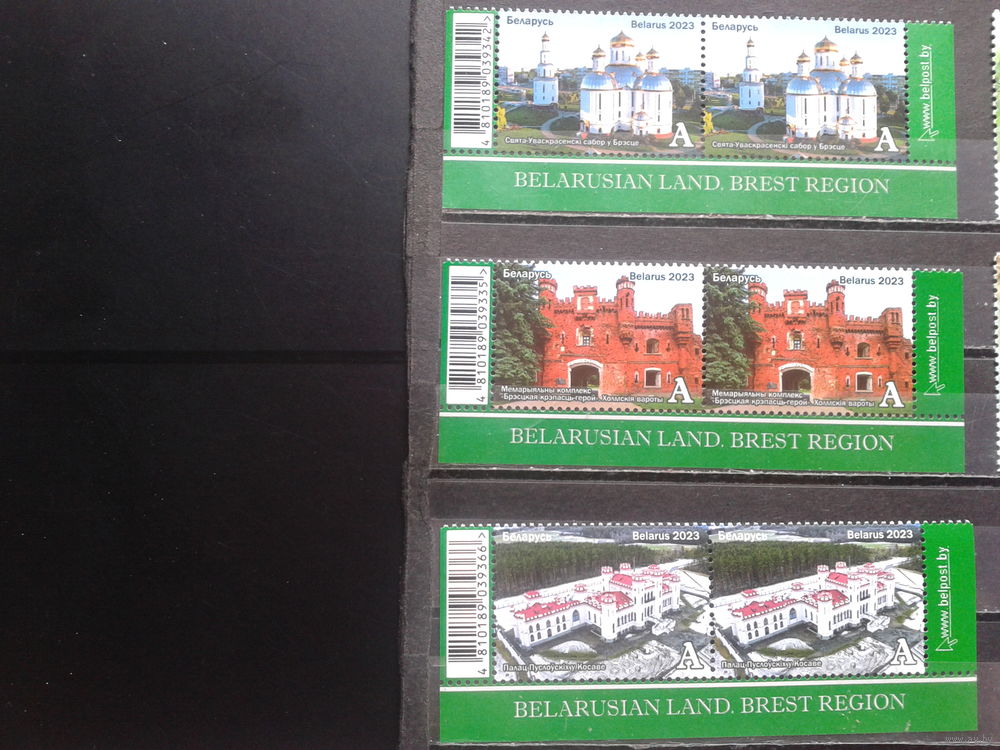 Беларусь Belarus 2023 Беларусь Belarus 2023
4 810189 039342 >
Свята-Уваскрасенскі сабор у Брэсце
A
Свята-Уваскрасенскі сабор у Брэсце
A
www.belpost.by
BELARUSIAN LAND. BREST REGION
Беларусь Belarus 2023 Беларусь Belarus 2023
4 810189 039335 >
Мемарыяльны комплекс
"Брэсцкая крэпасць-герой" Холмскія вароты
A
Мемарыяльны комплекс
"Брэсцкая крэпасць-герой" Холмскія вароты
A
www.belpost.by
BELARUSIAN LAND. BREST REGION
Беларусь Belarus 2023 Беларусь Belarus 2023
4 810189 039366 >
Палац Пуслоўскіх у Косаве
A
Палац Пуслоўскіх у Косаве
A
www.belpost.by
BELARUSIAN LAND. BREST REGION